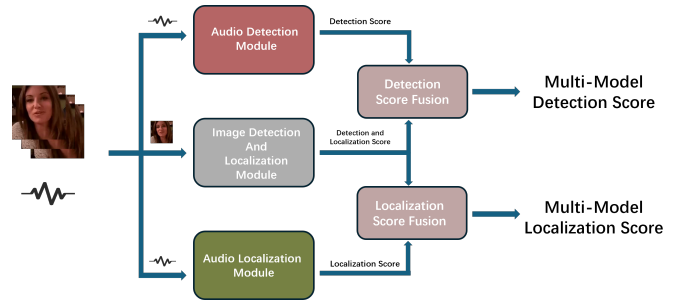 Audio Detection
Module
Detection Score
Detection
Score Fusion
Multi-Model
Detection Score
Image Detection
And
Localization
Module
Detection and
Localization Score
Localization
Score Fusion
Multi-Model
Localization Score
Audio Localization
Module
Localization Score